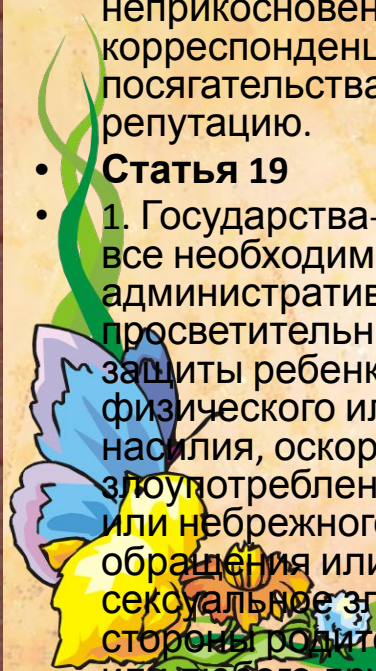 неприкосновен
корреспонденц
посягательства
репутацию.
• Статья 19
• 1. Государства-
все необходим
административ
просветительн
защиты ребенк
физического ил
насилия, оскор
злоупотреблен
или небрежного
обращения или
сексуальное зл
стороны родит